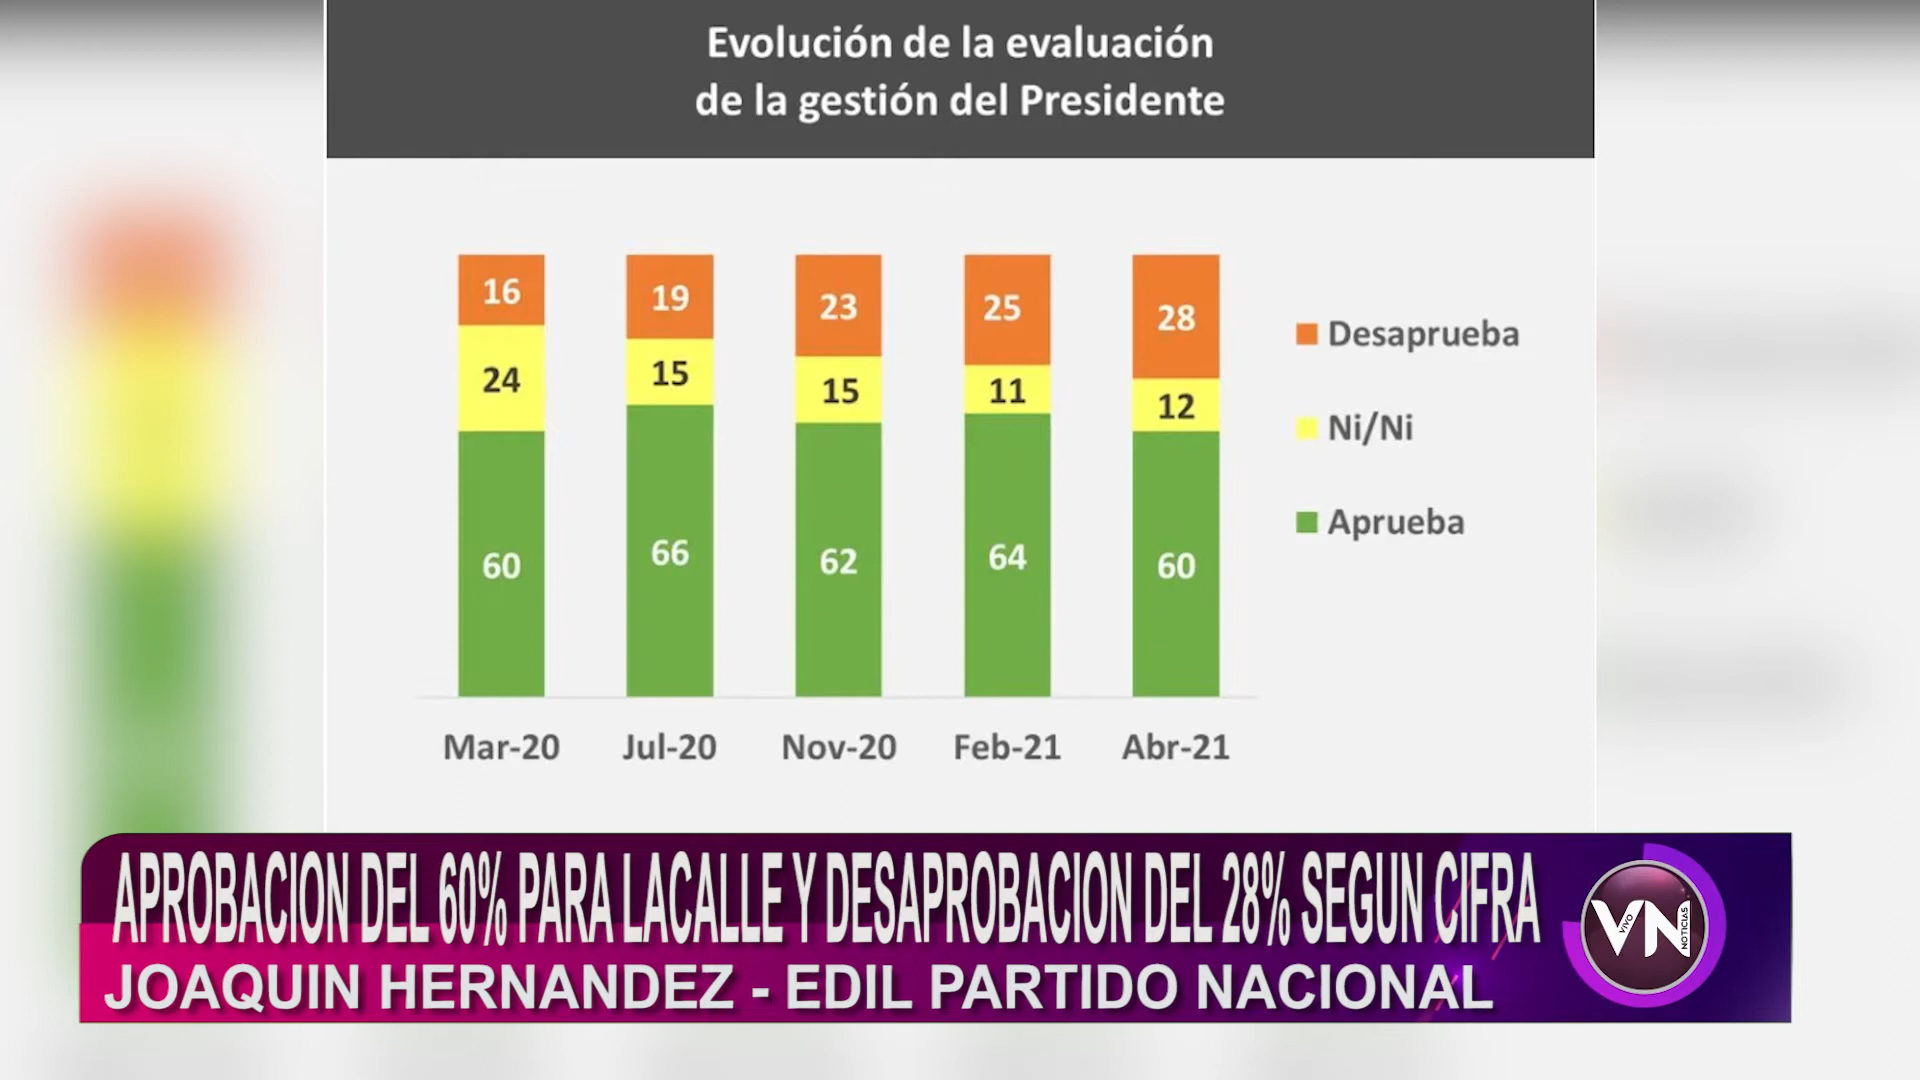 Evolución de la evaluación
de la gestión del Presidente
16 19 23 25 28
24 15 15 11 12
60 66 62 64 60
Desaprueba
Ni/Ni
Aprueba
Mar-20 Jul-20 Nov-20 Feb-21 Abr-21
APROBACION DEL 60% PARA LACALLE Y DESAPROBACION DEL 28% SEGUN CIFRA
JOAQUIN HERNANDEZ - EDIL PARTIDO NACIONAL
VN
VIVO
NOTICIAS